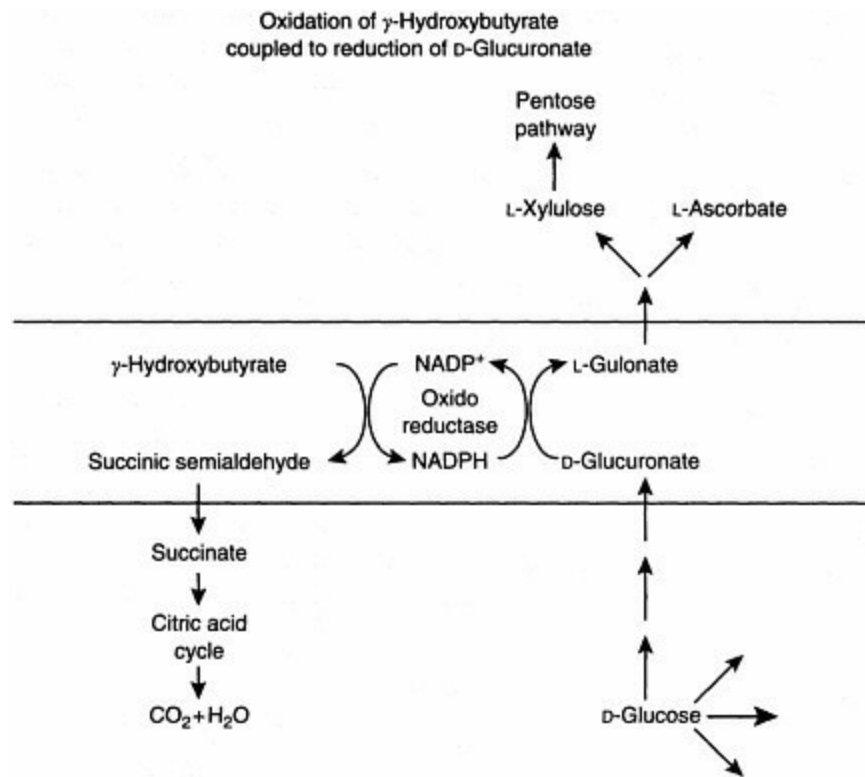 Oxidation of γ-Hydroxybutyrate
coupled to reduction of D-Glucuronate
Pentose
pathway
L-Xylulose
L-Ascorbate
γ-Hydroxybutyrate
NADP⁺
L-Gulonate
Oxido
reductase
Succinic semialdehyde
NADPH
D-Glucuronate
Succinate
Citric acid
cycle
CO₂+H₂O
D-Glucose